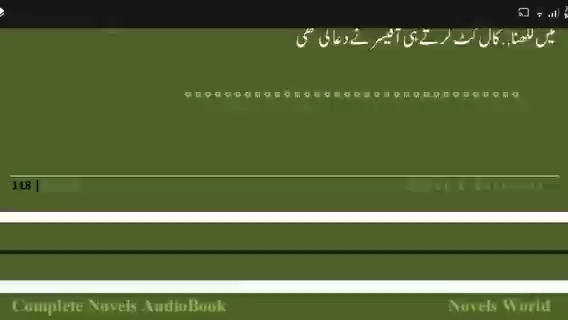 میں لکھنا,.کال کٹ کرتے ہی آفیسر نے دعا کی تھی
118 |
Complete Novels AudioBook
Novels World